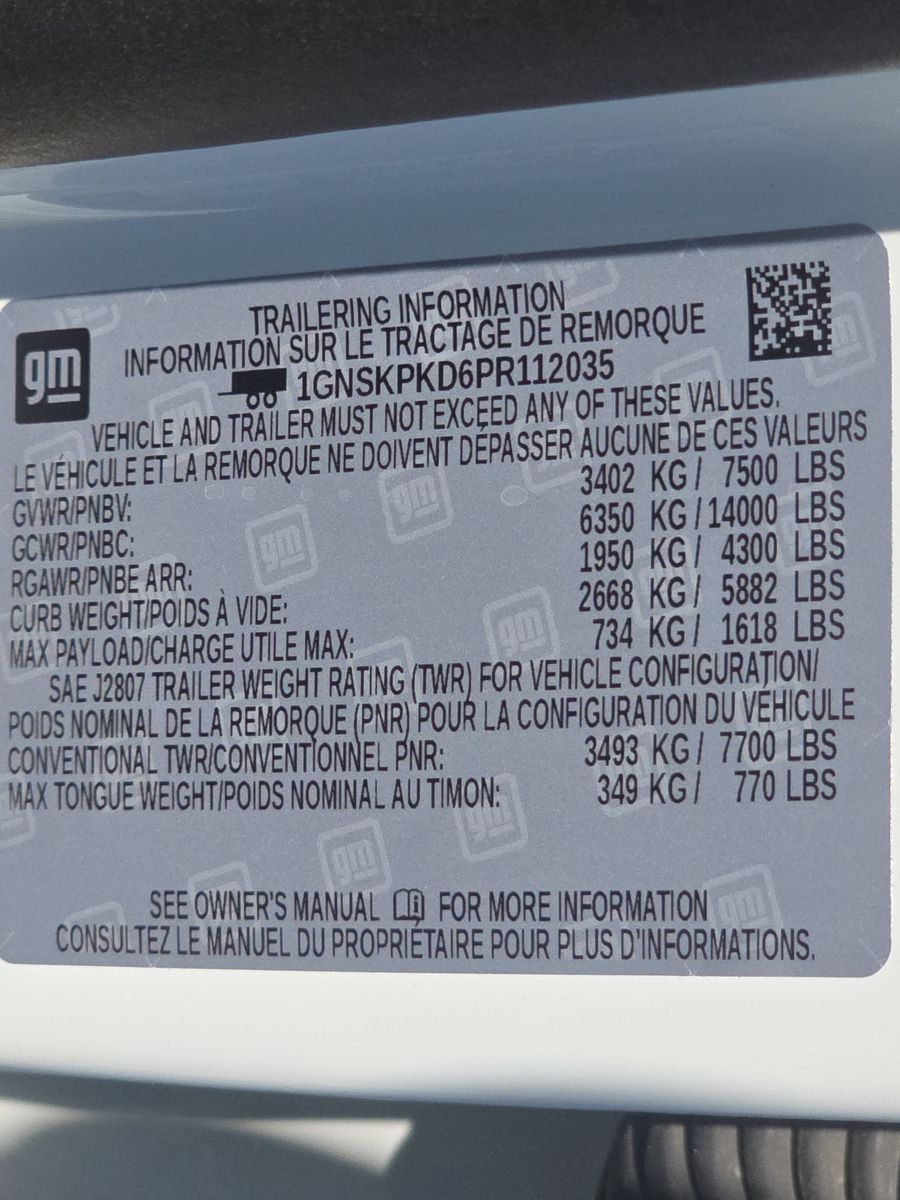 gm
TRAILERING INFORMATION
INFORMATION SUR LE TRACTAGE DE REMORQUE
1GNSKPKD6PR112035
VEHICLE AND TRAILER MUST NOT EXCEED ANY OF THESE VALUES.
LE VÉHICULE ET LA REMORQUE NE DOIVENT DÉPASSER AUCUNE DE CES VALEURS
GVWR/PNBV: 3402 KG / 7500 LBS
GCWR/PNBC: 6350 KG / 14000 LBS
RGAWR/PNBE ARR: 1950 KG / 4300 LBS
CURB WEIGHT/POIDS À VIDE: 2668 KG / 5882 LBS
MAX PAYLOAD/CHARGE UTILE MAX: 734 KG / 1618 LBS
SAE J2807 TRAILER WEIGHT RATING (TWR) FOR VEHICLE CONFIGURATION/
POIDS NOMINAL DE LA REMORQUE (PNR) POUR LA CONFIGURATION DU VÉHICULE
CONVENTIONAL TWR/CONVENTIONNEL PNR: 3493 KG / 7700 LBS
MAX TONGUE WEIGHT/POIDS NOMINAL AU TIMON: 349 KG / 770 LBS
SEE OWNER'S MANUAL FOR MORE INFORMATION
CONSULTEZ LE MANUEL DU PROPRIÉTAIRE POUR PLUS D'INFORMATIONS.